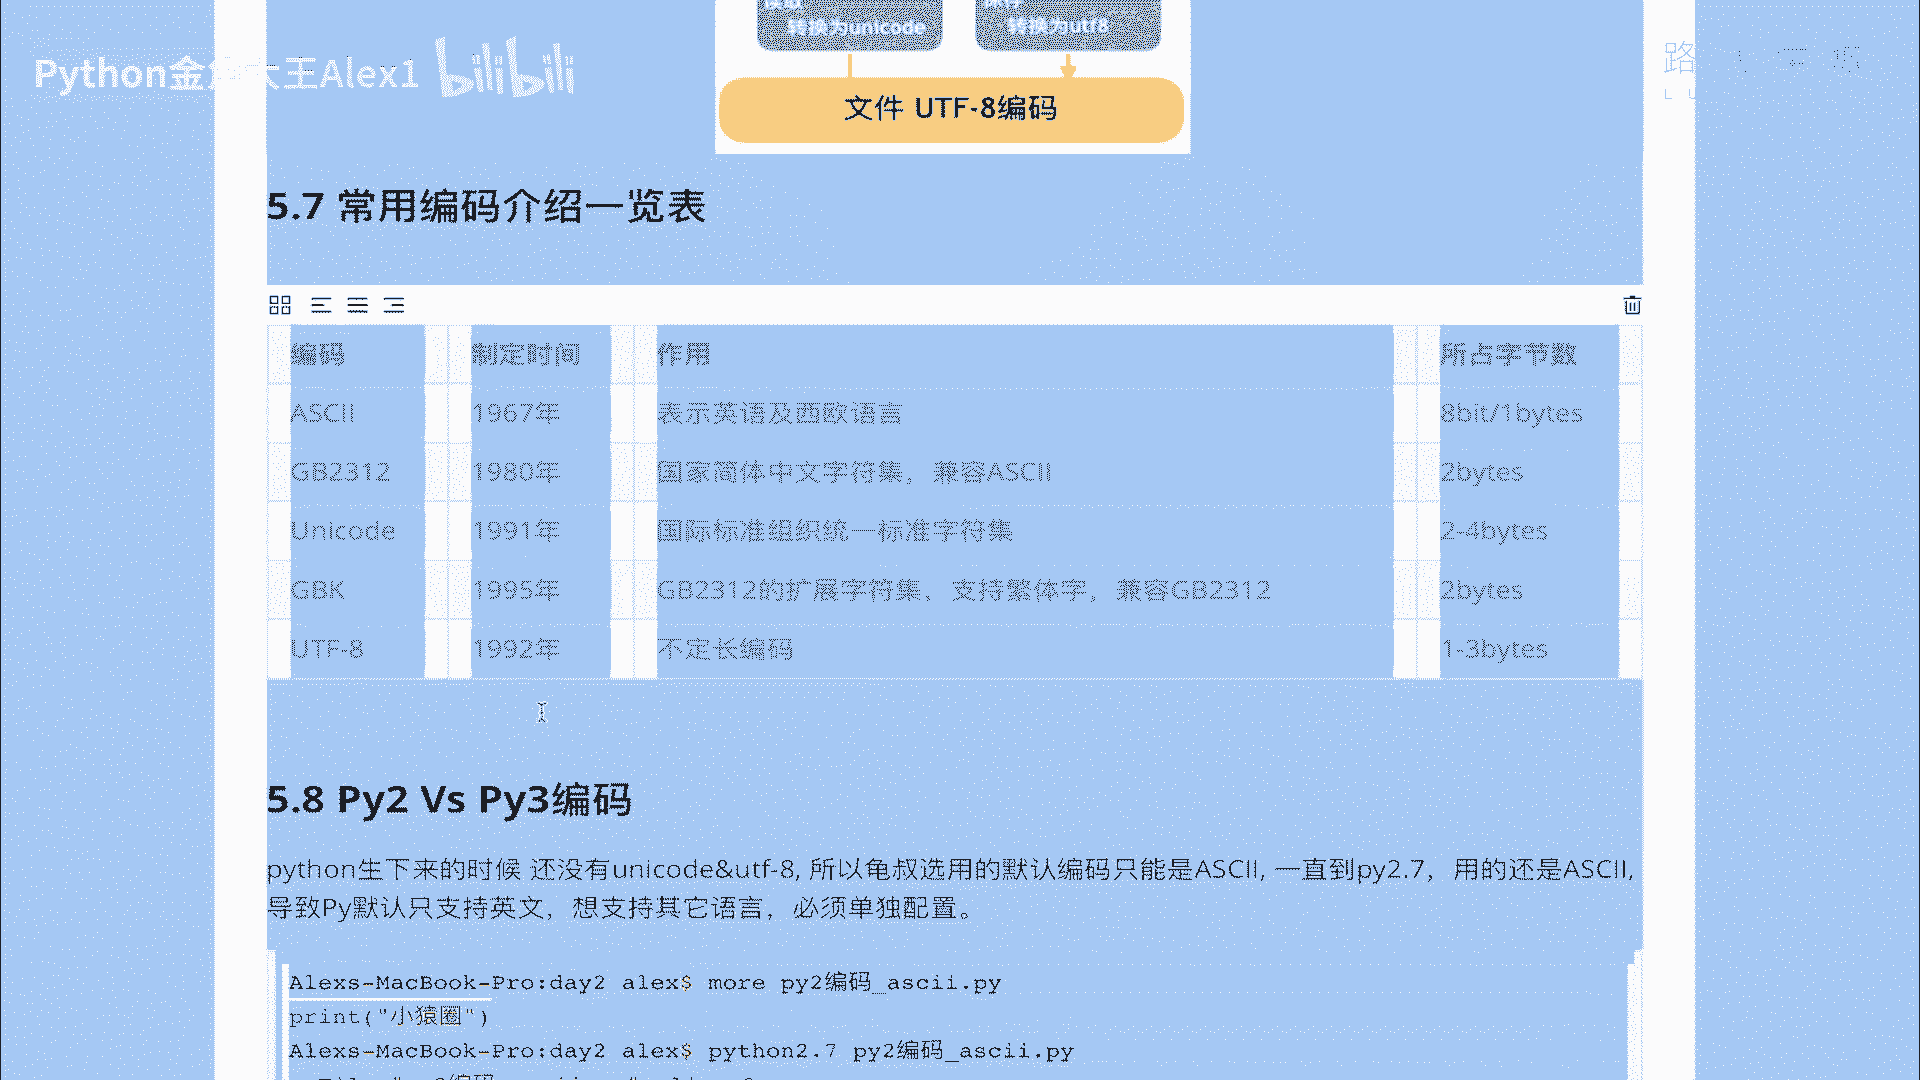 转换为unicode
转换为utf8
Python金 大王Alex1 bilibili
路
文件 UTF-8编码
5.7 常用编码介绍一览表
编码 制定时间 作用 所占字节数
ASCII 1967年 表示英语及西欧语言 8bit/1bytes
GB2312 1980年 国家简体中文字符集，兼容ASCII 2bytes
Unicode 1991年 国际标准组织统一标准字符集 2-4bytes
GBK 1995年 GB2312的扩展字符集，支持繁体字，兼容GB2312 2bytes
UTF-8 1992年 不定长编码 1-3bytes
5.8 Py2 Vs Py3编码
python生下来的时候 还没有unicode&utf-8, 所以龟叔选用的默认编码只能是ASCII, 一直到py2.7，用的还是ASCII,
导致Py默认只支持英文，想支持其它语言，必须单独配置。
Alexs-MacBook-Pro:day2 alex$ more py2编码_ascii.py
print("小猿圈")
Alexs-MacBook-Pro:day2 alex$ python2.7 py2编码_ascii.py